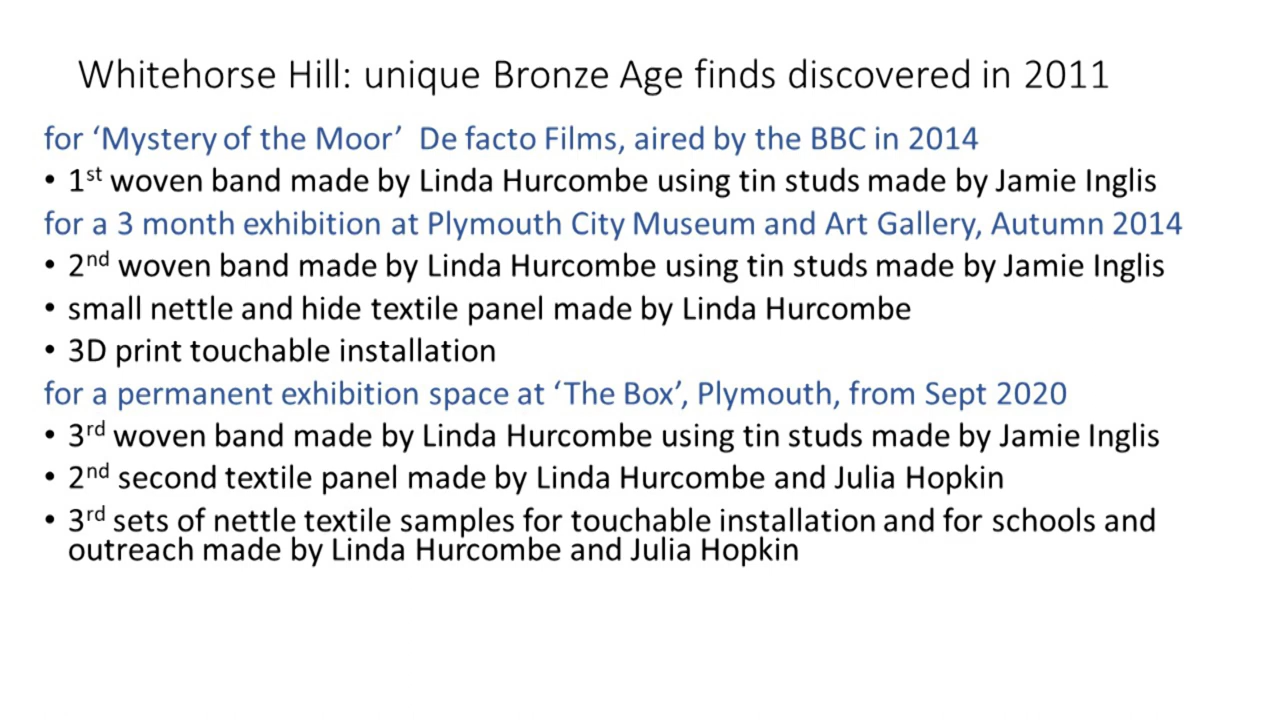 Whitehorse Hill: unique Bronze Age finds discovered in 2011
for ‘Mystery of the Moor’ De facto Films, aired by the BBC in 2014
• 1st woven band made by Linda Hurcombe using tin studs made by Jamie Inglis
for a 3 month exhibition at Plymouth City Museum and Art Gallery, Autumn 2014
• 2nd woven band made by Linda Hurcombe using tin studs made by Jamie Inglis
• small nettle and hide textile panel made by Linda Hurcombe
• 3D print touchable installation
for a permanent exhibition space at ‘The Box’, Plymouth, from Sept 2020
• 3rd woven band made by Linda Hurcombe using tin studs made by Jamie Inglis
• 2nd second textile panel made by Linda Hurcombe and Julia Hopkin
• 3rd sets of nettle textile samples for touchable installation and for schools and
outreach made by Linda Hurcombe and Julia Hopkin